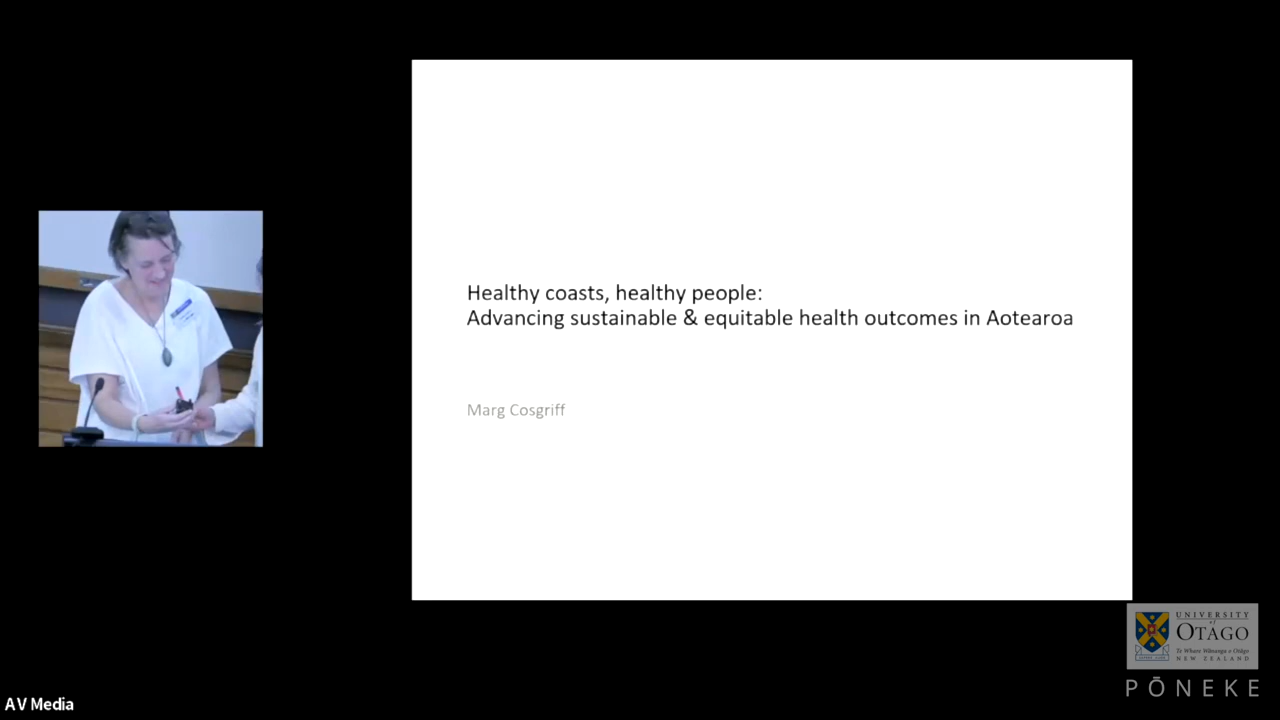 Healthy coasts, healthy people:
Advancing sustainable & equitable health outcomes in Aotearoa
Marg Cosgriff
UNIVERSITY
of
OTAGO
Te Whare Wānanga o Otāgo
NEW ZEALAND
PŌNEKE
AV Media